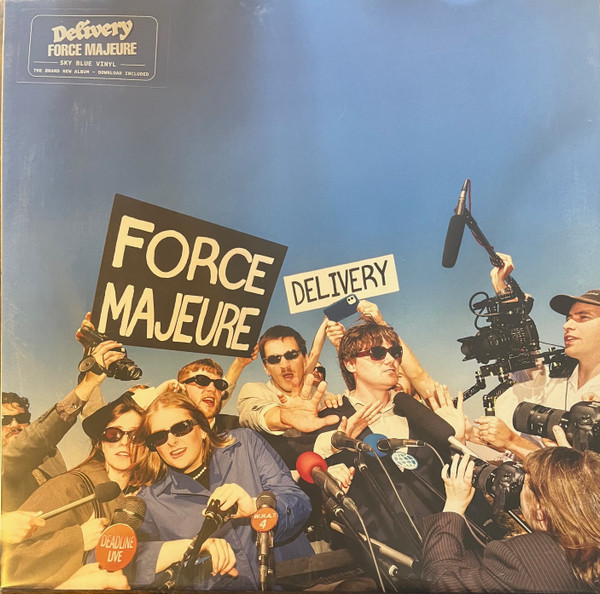 Delivery
FORCE MAJEURE
SKY BLUE VINYL
THE BRAND NEW ALBUM - DOWNLOAD INCLUDED
FORCE
MAJEURE
DELIVERY
DEADLINE
LIVE
4